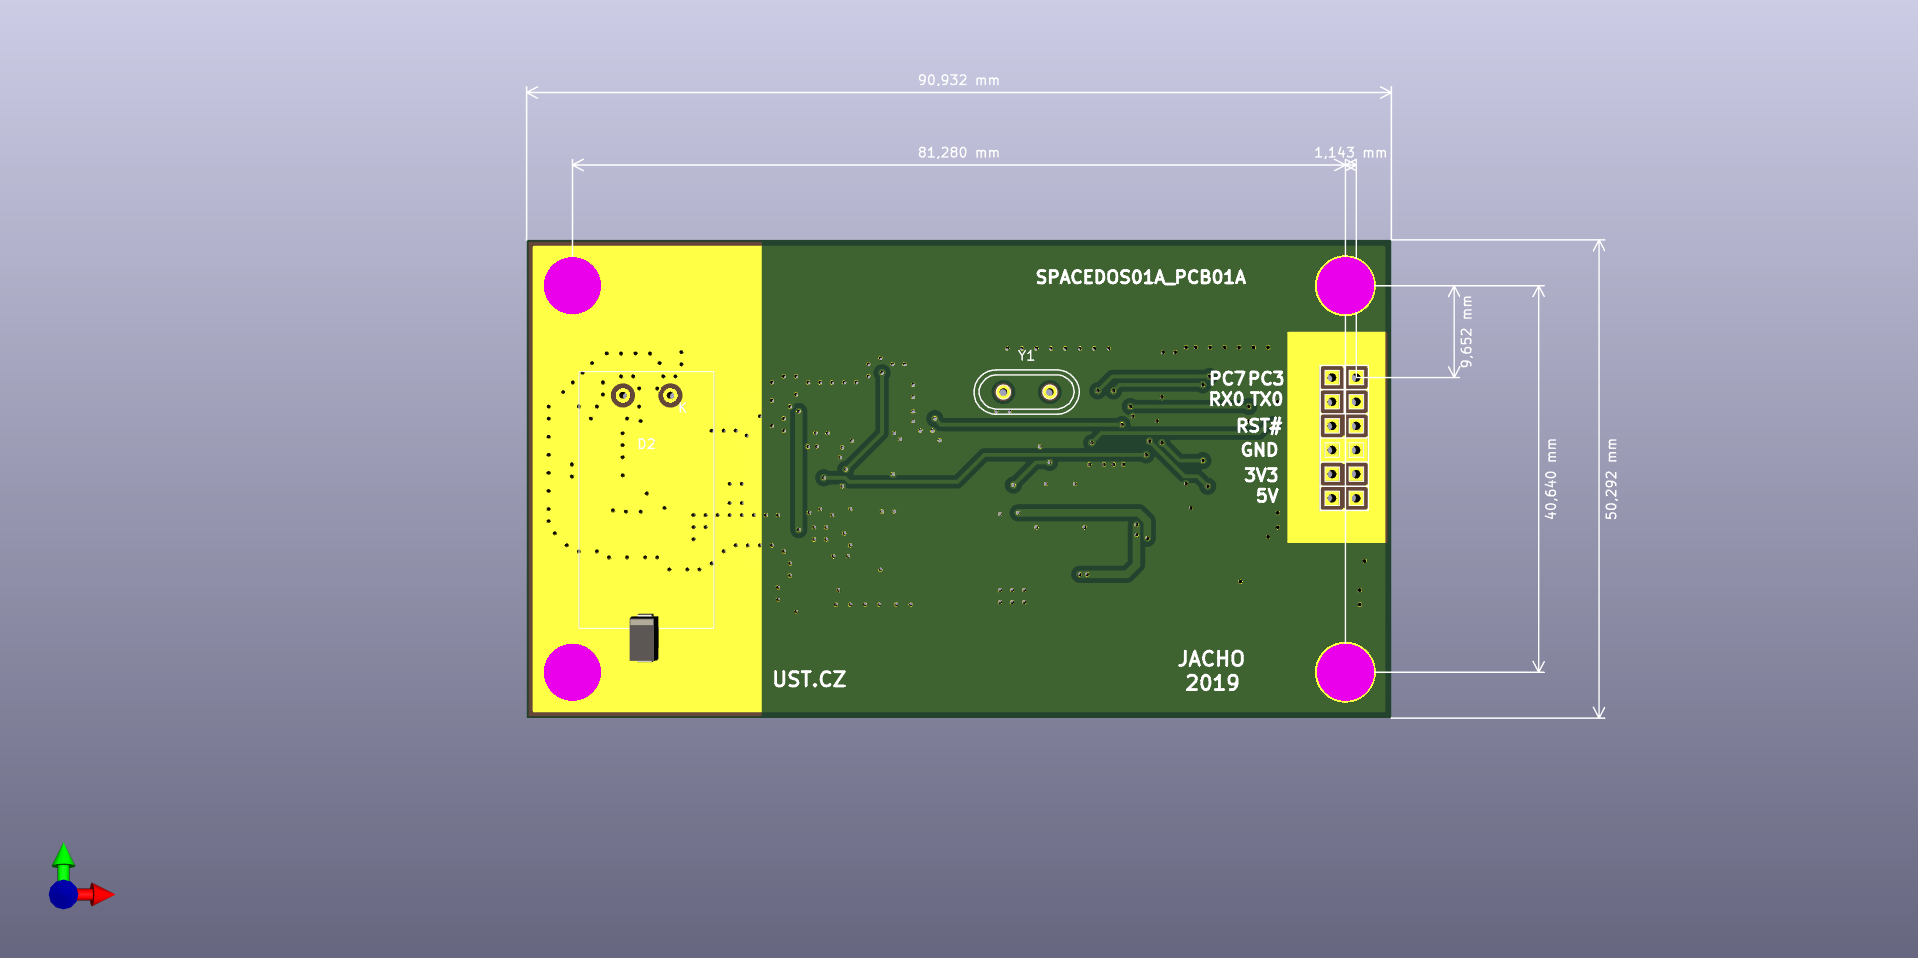 90,932 mm
81,280 mm
1,143 mm
SPACEDOS01A_PCB01A
9,652 mm
Y1
PC7 PC3
K
RX0 TX0
RST#
D2
GND
3V3
5V
40,640 mm
50,292 mm
JACHO
UST.CZ
2019